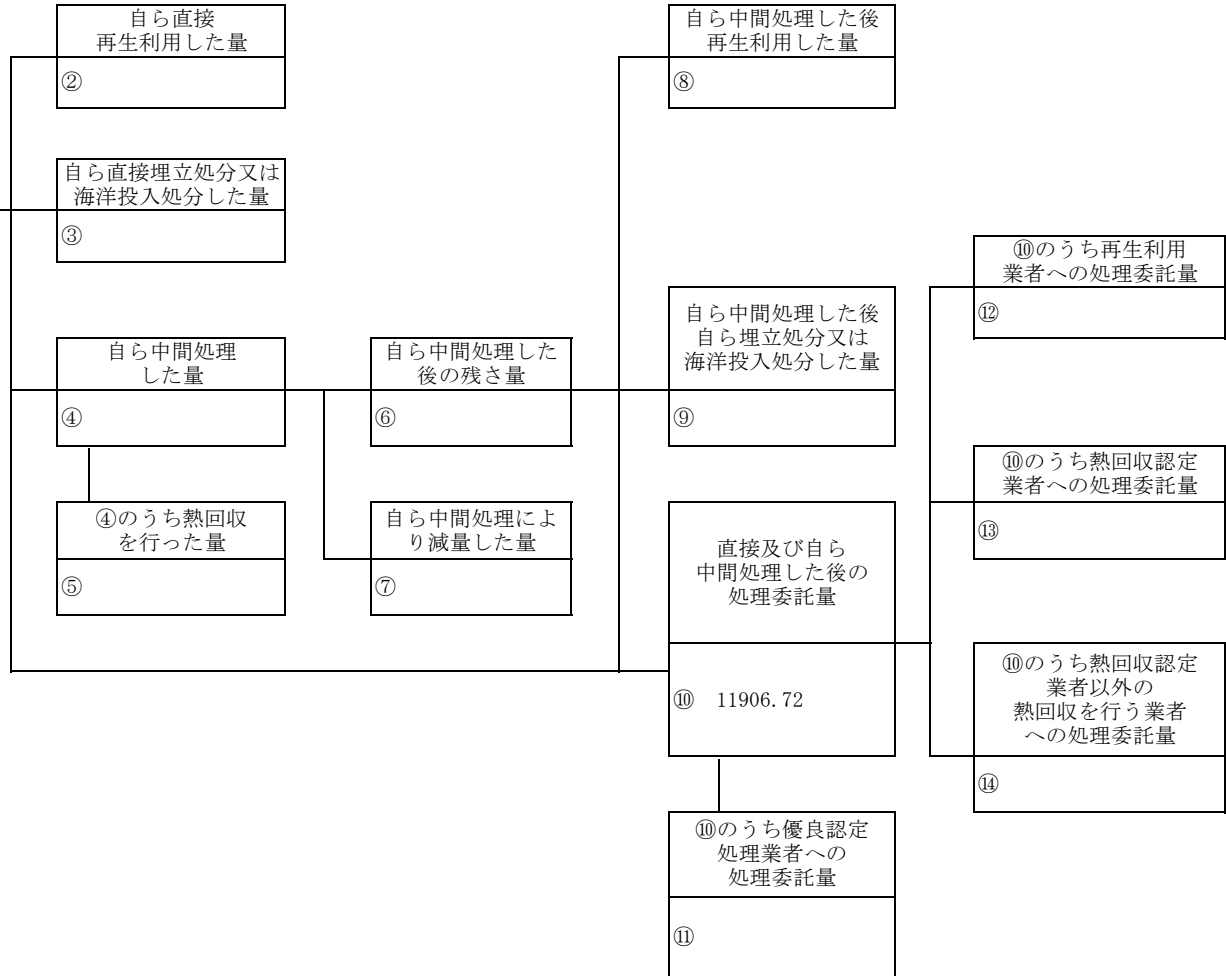 自ら直接
再生利用した量
②
自ら直接埋立処分又は
海洋投入処分した量
③
自ら中間処理
した量
④
④のうち熱回収
を行った量
⑤
自ら中間処理した
後の残さ量
⑥
自ら中間処理によ
り減量した量
⑦
自ら中間処理した後
再生利用した量
⑧
自ら中間処理した後
自ら埋立処分又は
海洋投入処分した量
⑨
直接及び自ら
中間処理した後の
処理委託量
⑩ 11906.72
⑩のうち優良認定
処理業者への
処理委託量
⑪
⑩のうち再生利用
業者への処理委託量
⑫
⑩のうち熱回収認定
業者への処理委託量
⑬
⑩のうち熱回収認定
業者以外の
熱回収を行う業者
への処理委託量
⑭